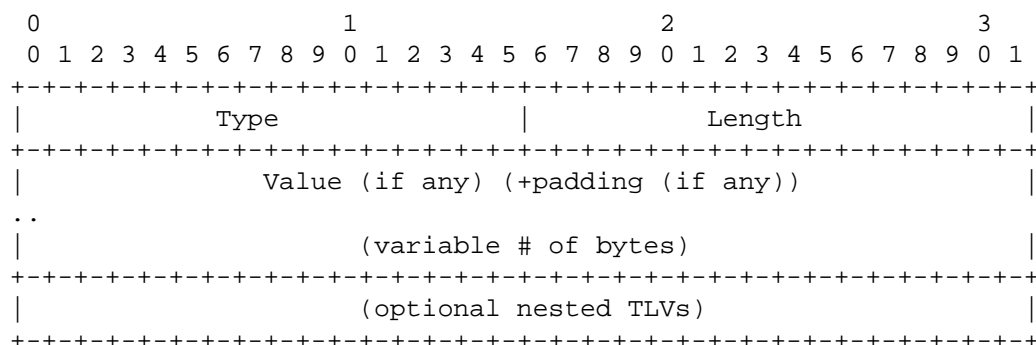 0                   1                   2                   3
 0 1 2 3 4 5 6 7 8 9 0 1 2 3 4 5 6 7 8 9 0 1 2 3 4 5 6 7 8 9 0 1
+-+-+-+-+-+-+-+-+-+-+-+-+-+-+-+-+-+-+-+-+-+-+-+-+-+-+-+-+-+-+-+-+
|            Type               |           Length              |
+-+-+-+-+-+-+-+-+-+-+-+-+-+-+-+-+-+-+-+-+-+-+-+-+-+-+-+-+-+-+-+-+
|               Value (if any) (+padding (if any))              |
..
|                     (variable # of bytes)                     |
+-+-+-+-+-+-+-+-+-+-+-+-+-+-+-+-+-+-+-+-+-+-+-+-+-+-+-+-+-+-+-+-+
|                     (optional nested TLVs)                    |
+-+-+-+-+-+-+-+-+-+-+-+-+-+-+-+-+-+-+-+-+-+-+-+-+-+-+-+-+-+-+-+-+